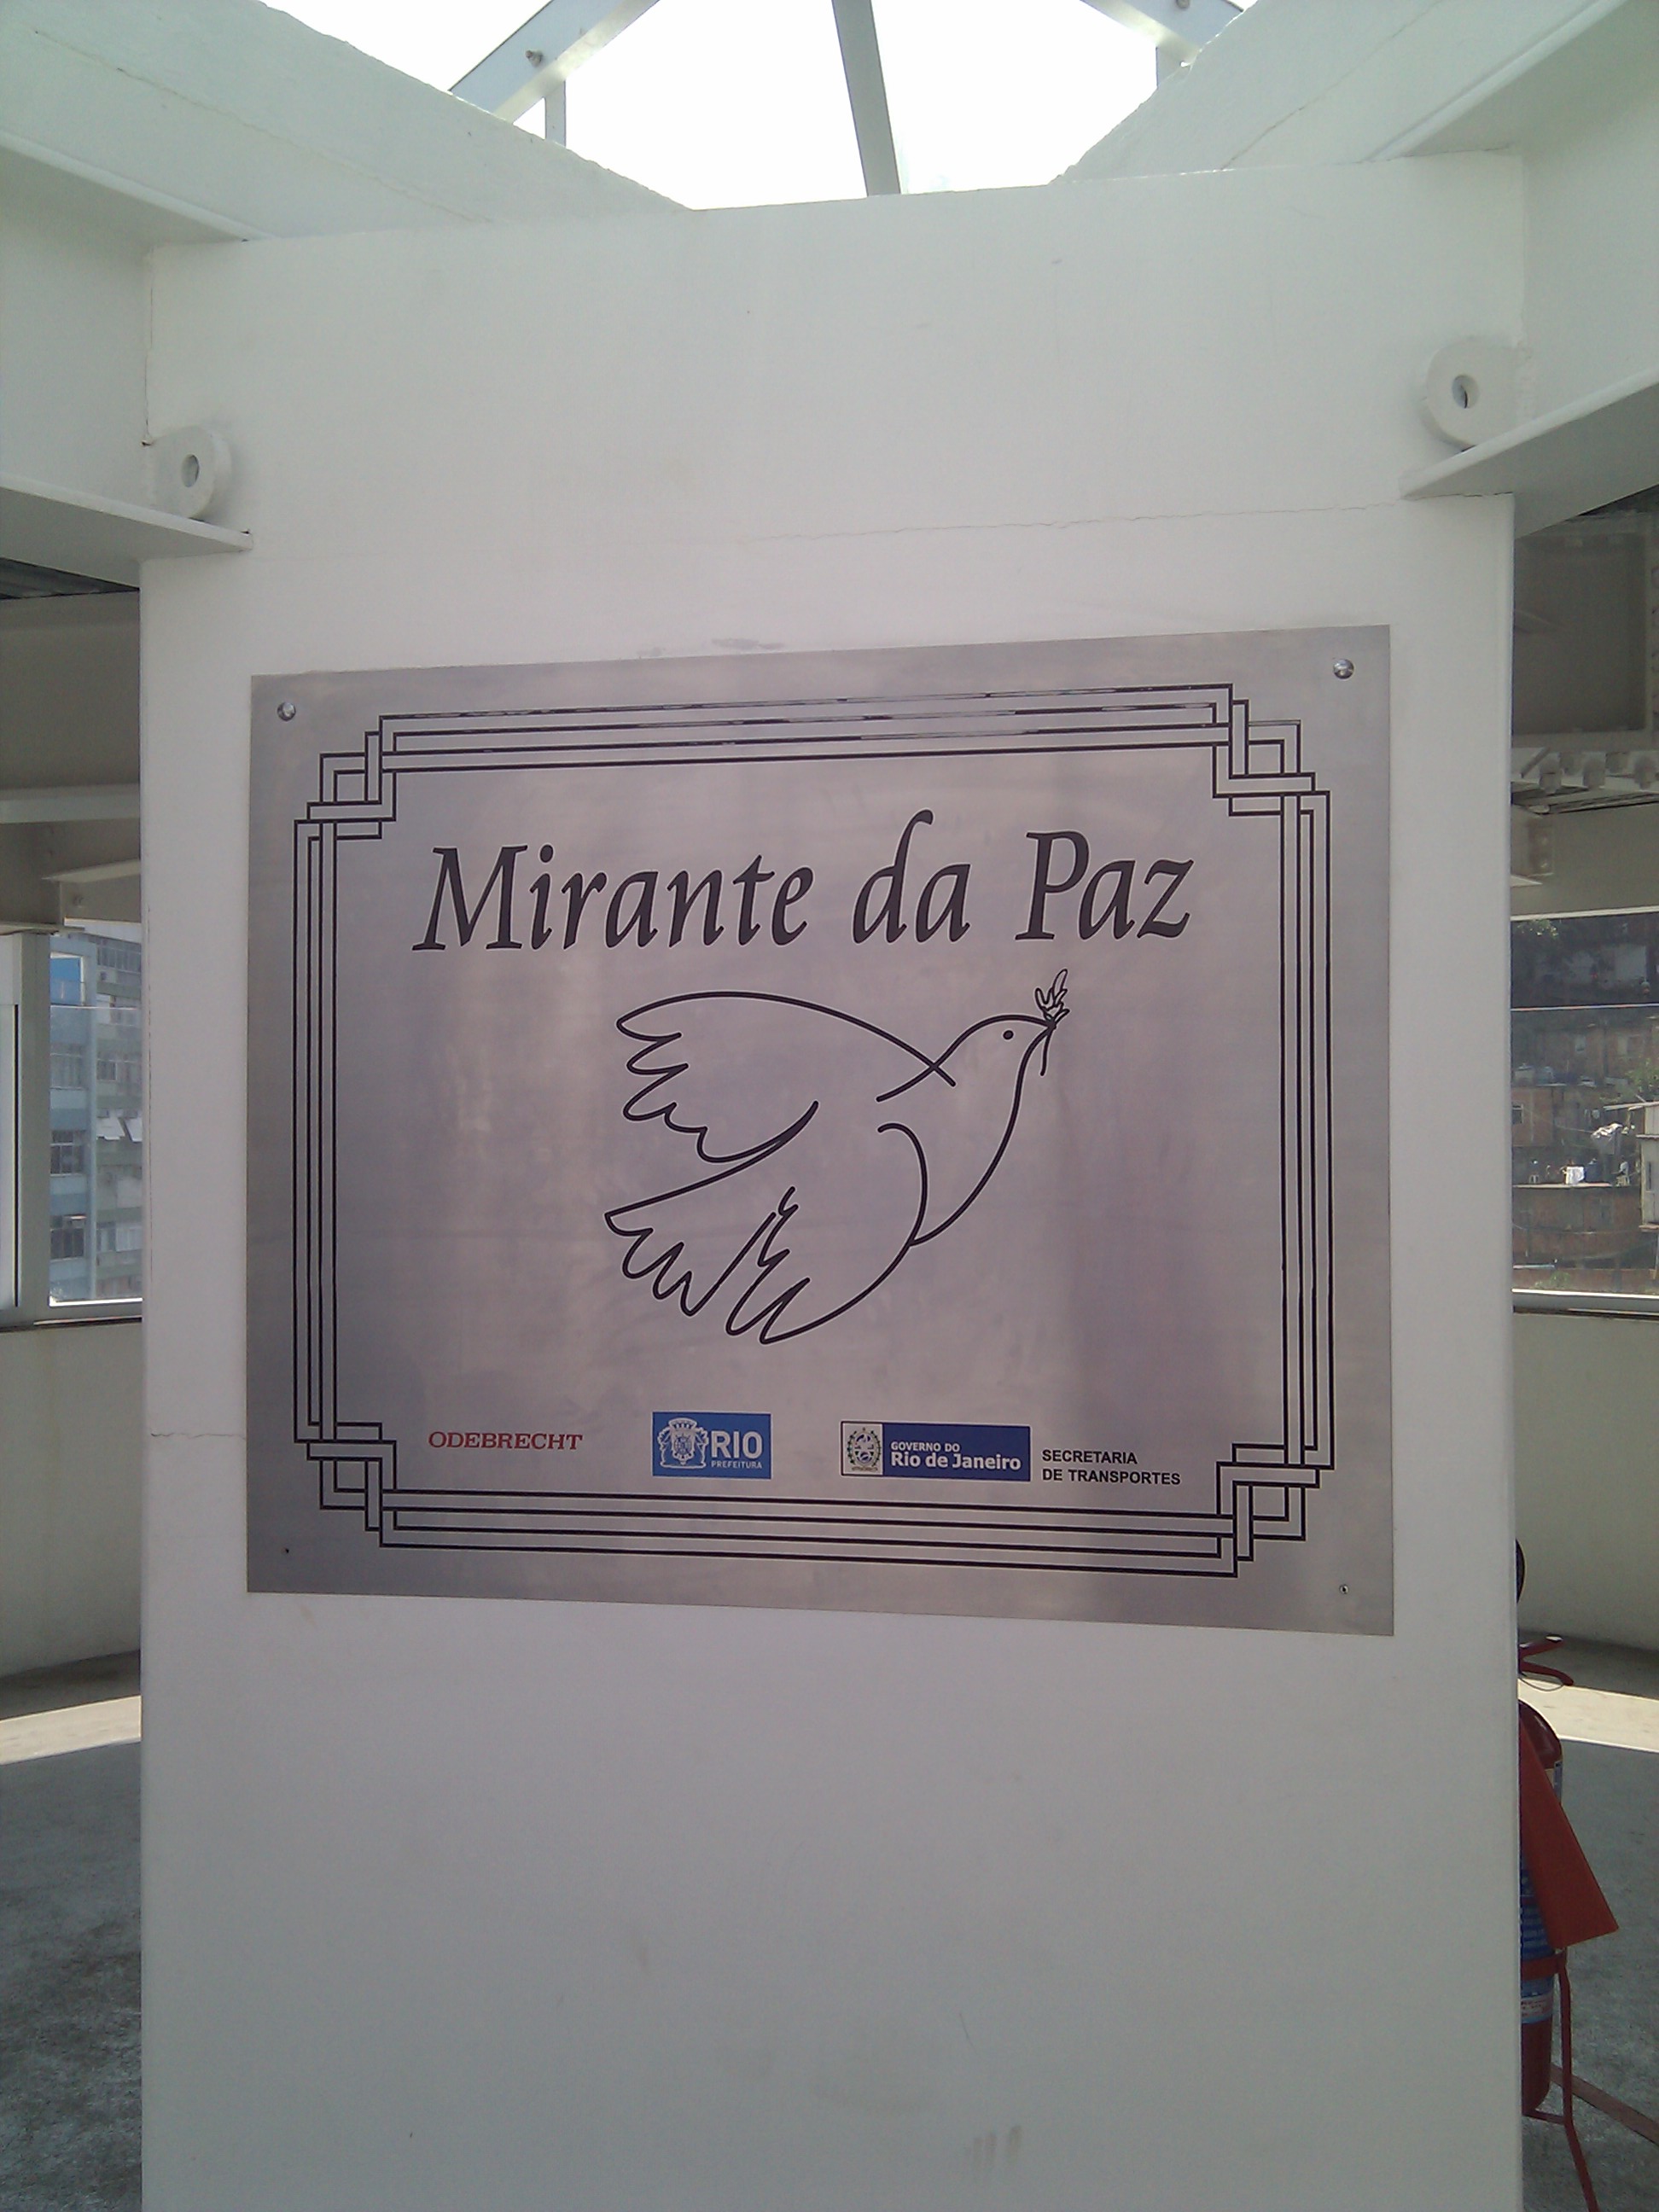 Mirante da Paz
ODEBRECHT
RIO
PREFEITURA
GOVERNO DO
Rio de Janeiro
SECRETARIA
DE TRANSPORTES